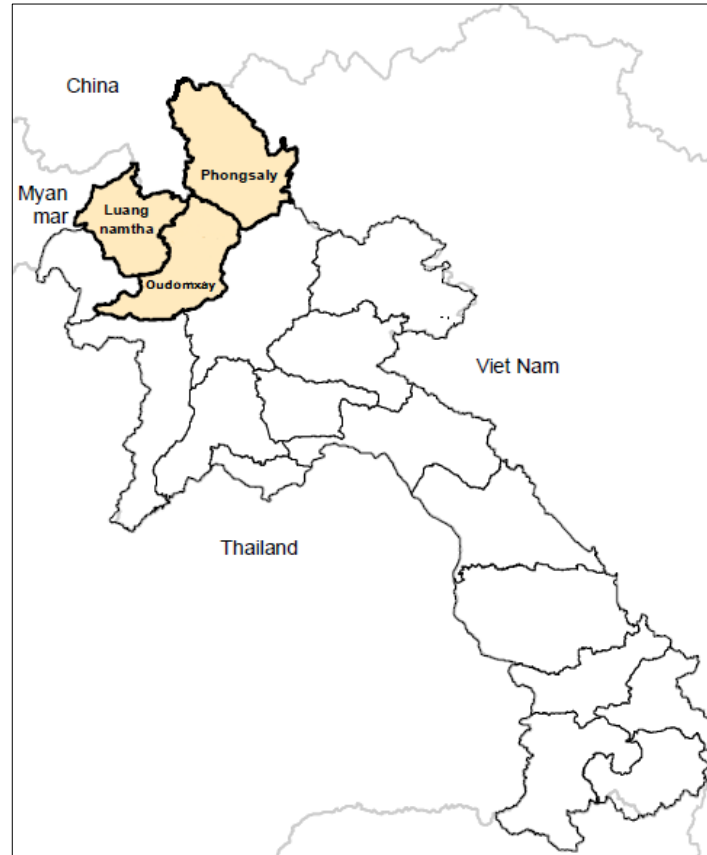 China
Phongsaly
Myan
mar
Luang
namtha
Oudomxay
Viet Nam
Thailand